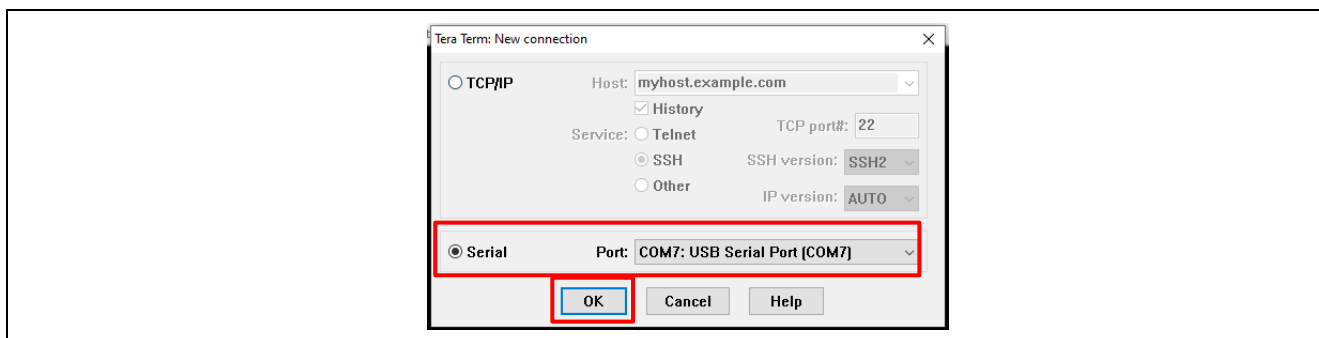 Tera Term: New connection
TCP/IP Host: myhost.example.com
History
Service: Telnet TCP port#: 22
SSH SSH version: SSH2
Other IP version: AUTO
Serial Port: COM7: USB Serial Port (COM7)
OK Cancel Help